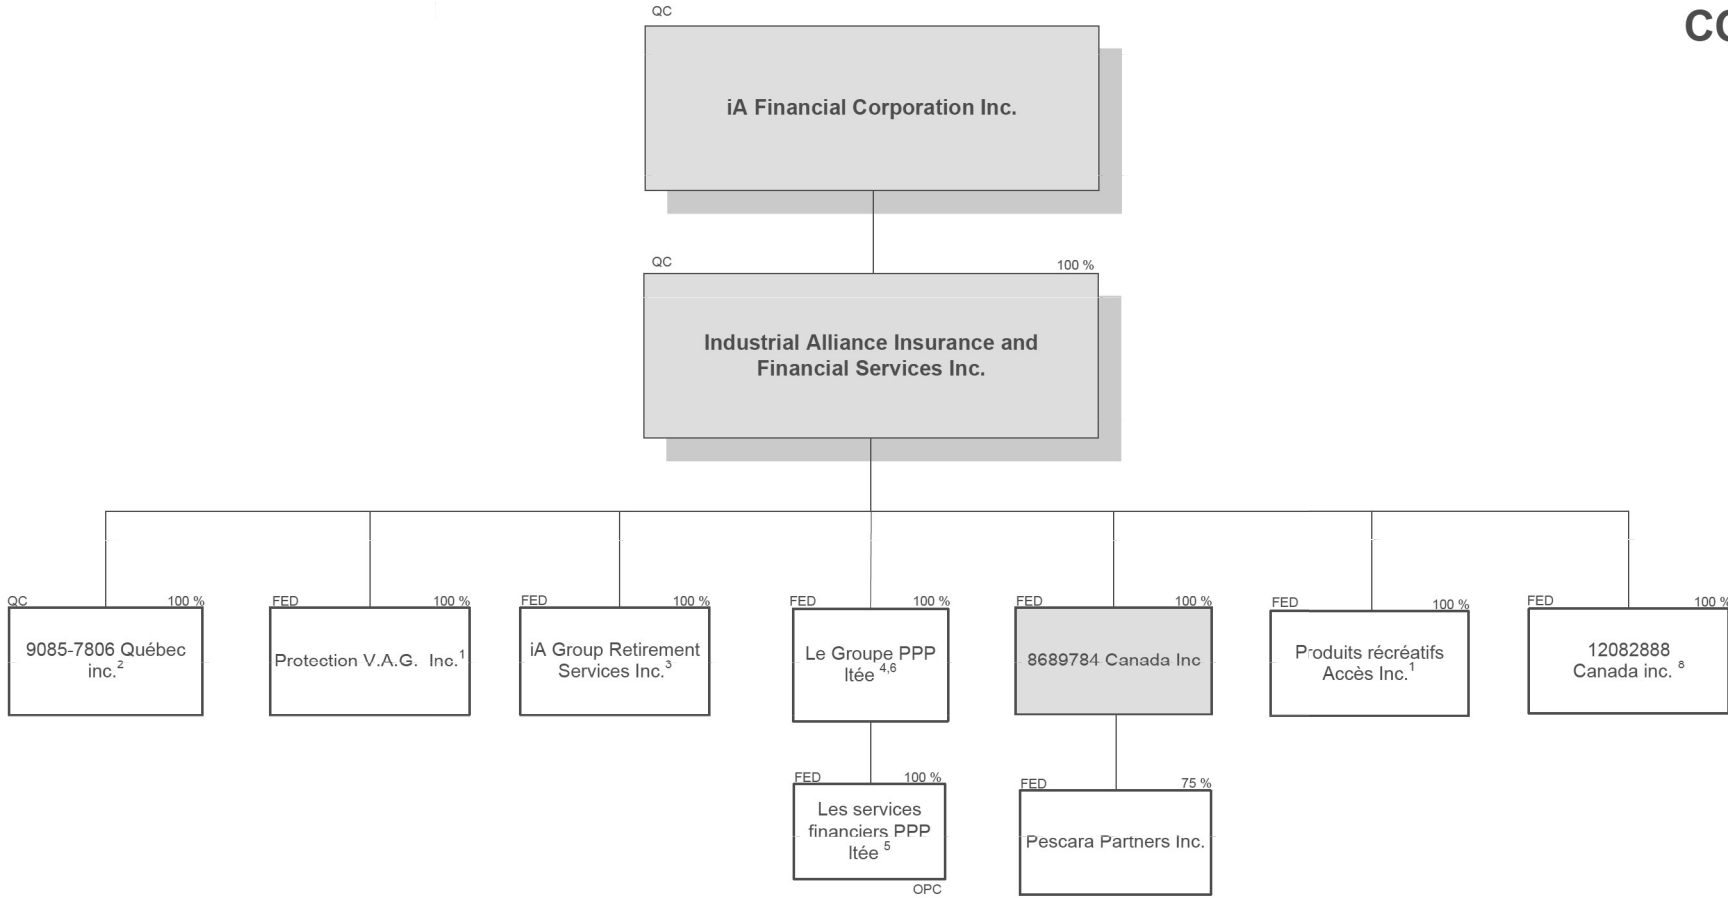 QC
CO
iA Financial Corporation Inc.
QC
100 %
Industrial Alliance Insurance and
Financial Services Inc.
QC
100 %
9085-7806 Québec
inc.2
FED
100 %
Protection V.A.G. Inc.1
FED
100 %
iA Group Retirement
Services Inc.3
FED
100 %
Le Groupe PPP
ltée 4,6
FED
100 %
8689784 Canada Inc
FED
100 %
Produits récréatifs
Accès Inc.1
FED
100 %
12082888
Canada inc. 8
FED
100 %
Les services
financiers PPP
ltée 5
OPC
FED
75 %
Pescara Partners Inc.